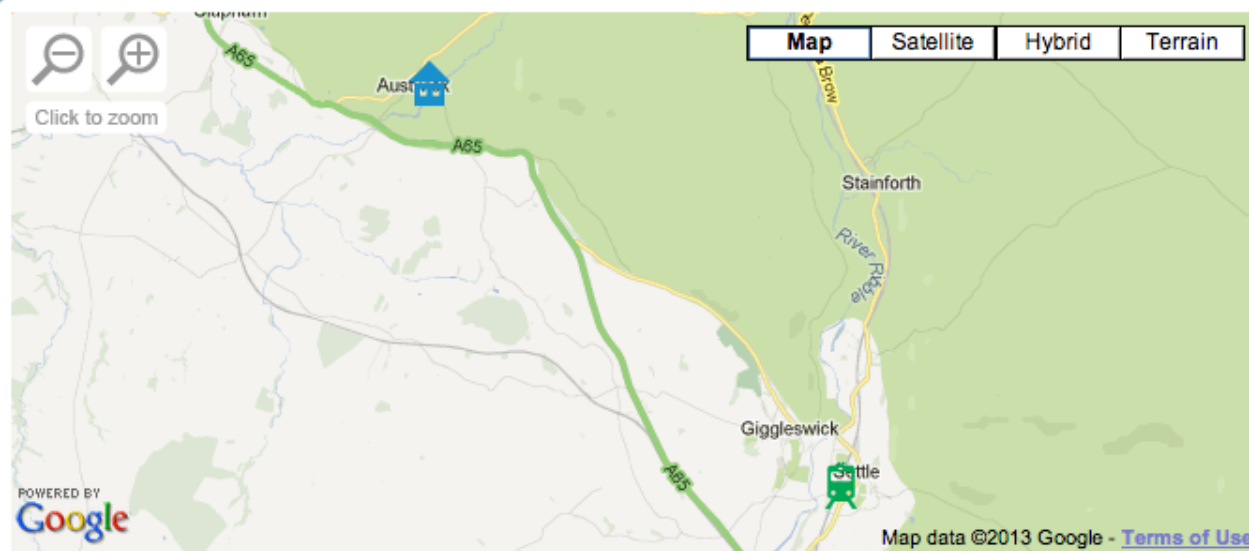 A65
Map
Satellite
Hybrid
Terrain
Brow
Click to zoom
A65
Stainforth
River Ribble
Giggleswick
Settle
A65
POWERED BY
Google
Map data ©2013 Google - Terms of Use